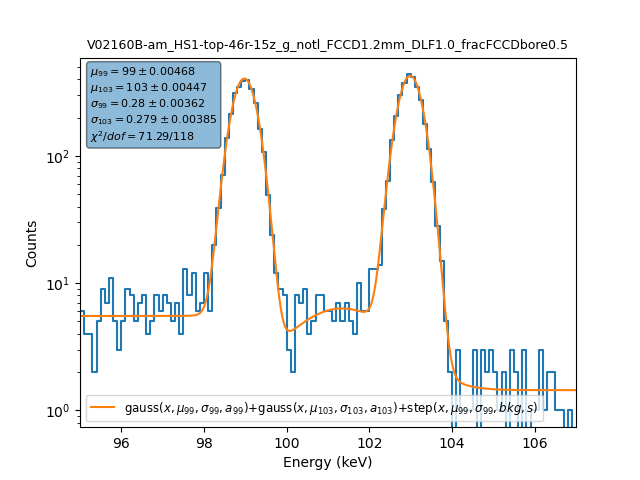 V02160B-am_HS1-top-46r-15z_g_notl_FCCD1.2mm_DLF1.0_fracFCCDbore0.5
μ₉₉ = 99 ± 0.00468
μ₁₀₃ = 103 ± 0.00447
σ₉₉ = 0.28 ± 0.00362
σ₁₀₃ = 0.279 ± 0.00385
χ²/dof = 71.29/118
10²
10¹
10⁰
Counts
gauss(x, μ₉₉, σ₉₉, a₉₉)+gauss(x, μ₁₀₃, σ₁₀₃, a₁₀₃)+step(x, μ₉₉, σ₉₉, bkg, s)
96 98 100 102 104 106
Energy (keV)